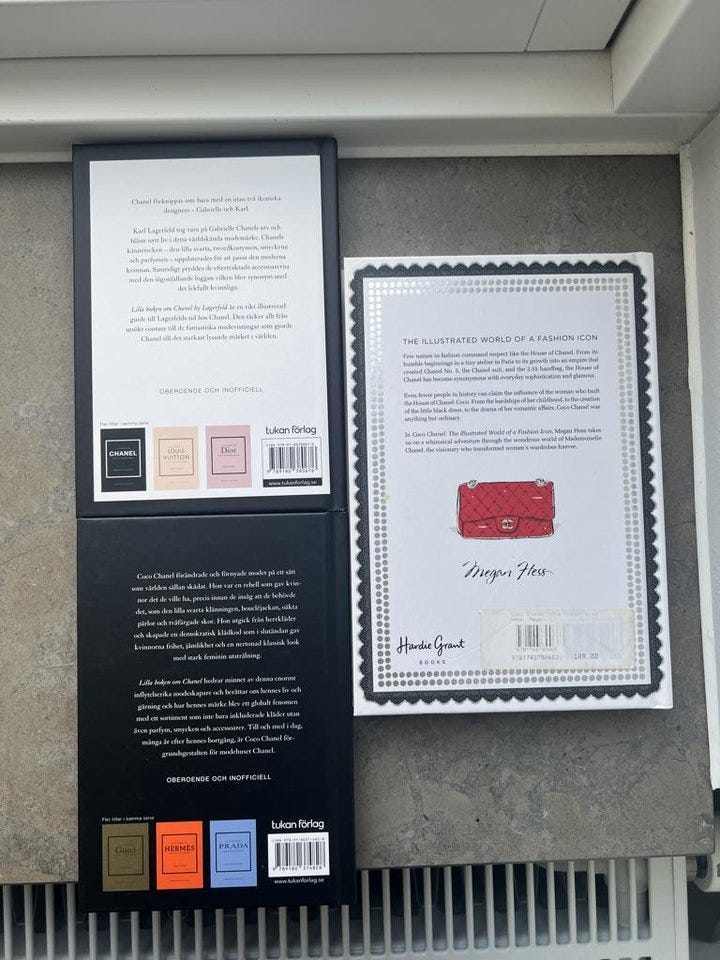 Chanel förknippas inte bara med en utan två ikoniska
designers – Gabrielle och Karl.
Karl Lagerfeld tog vara på Gabrielle Chanels arv och
blåste nytt liv i detta världskända modemärke. Chanels
kännetecken – den lilla svarta, tweedkostymen, smyckena
och parfymen – uppdaterades för att passa den moderna
kvinnan. Samtidigt pryddes de eftertraktade accessoarerna
med den iögonfallande loggan vilken blev synonym med
det lekfullt kvinnliga.
Lilla boken om Chanel by Lagerfeld är en rikt illustrerad
guide till Lagerfelds tid hos Chanel. Den täcker allt från
utsökt couture till de fantastiska modevisningar som gjorde
Chanel till det starkast lysande märket i världen.
OBEROENDE OCH INOFFICIELL
Fler titlar i samma serie
CHANEL
LOUIS
VUITTON
Dior
tukan förlag
9 789180 380676
www.tukanforlag.se
Coco Chanel förändrade och förnyade modet på ett sätt
som världen sällan skådat. Hon var en rebell som gav kvin-
nor det de ville ha, precis innan de insåg att de behövde
det, som den lilla svarta klänningen, bouclèjackan, oäkta
pärlor och tvåfärgade skor. Hon utgick från herrkläder
och skapade en demokratisk klädkod som i slutändan gav
kvinnorna frihet, jämlikhet och en nertonad classisk look
med stark feminin utstrålning.
Lilla boken om Chanel hedrar minnet av denna enormt
inflytelserika modeskapare och berättar om hennes liv och
gärning och hur hennes märke blev ett globalt fenomen
med ett sortiment som inte bara inkluderade kläder utan
även parfym, smycken och accessoarer. Till och med i dag,
många år efter hennes bortgång, är Coco Chanel för-
grundsgestalten för modehuset Chanel.
OBEROENDE OCH INOFFICIELL
Fler titlar i samma serie
Gucci
HERMÈS
PRADA
tukan förlag
9 789180 374828
www.tukanforlag.se
THE ILLUSTRATED WORLD OF A FASHION ICON
Few names in fashion command respect like the House of Chanel. From its
humble beginnings in a tiny atelier in Paris to its growth into an empire that
created Chanel No. 5, the Chanel suit, and the 2.55 handbag, the House of
Chanel has become synonymous with everyday sophistication and glamour.
Even fewer people in history can claim the influence of the woman who built
the House of Chanel: Coco. From the hardships of her childhood, to the creation
of the little black dress, to the drama of her romantic affairs, Coco Chanel was
anything but ordinary.
In Coco Chanel: The Illustrated World of a Fashion Icon, Megan Hess takes
us on a whimsical adventure through the wondrous world of Mademoiselle
Chanel, the visionary who transformed women's wardrobes forever.
Megan Hess
Hardie Grant
BOOKS
149,00